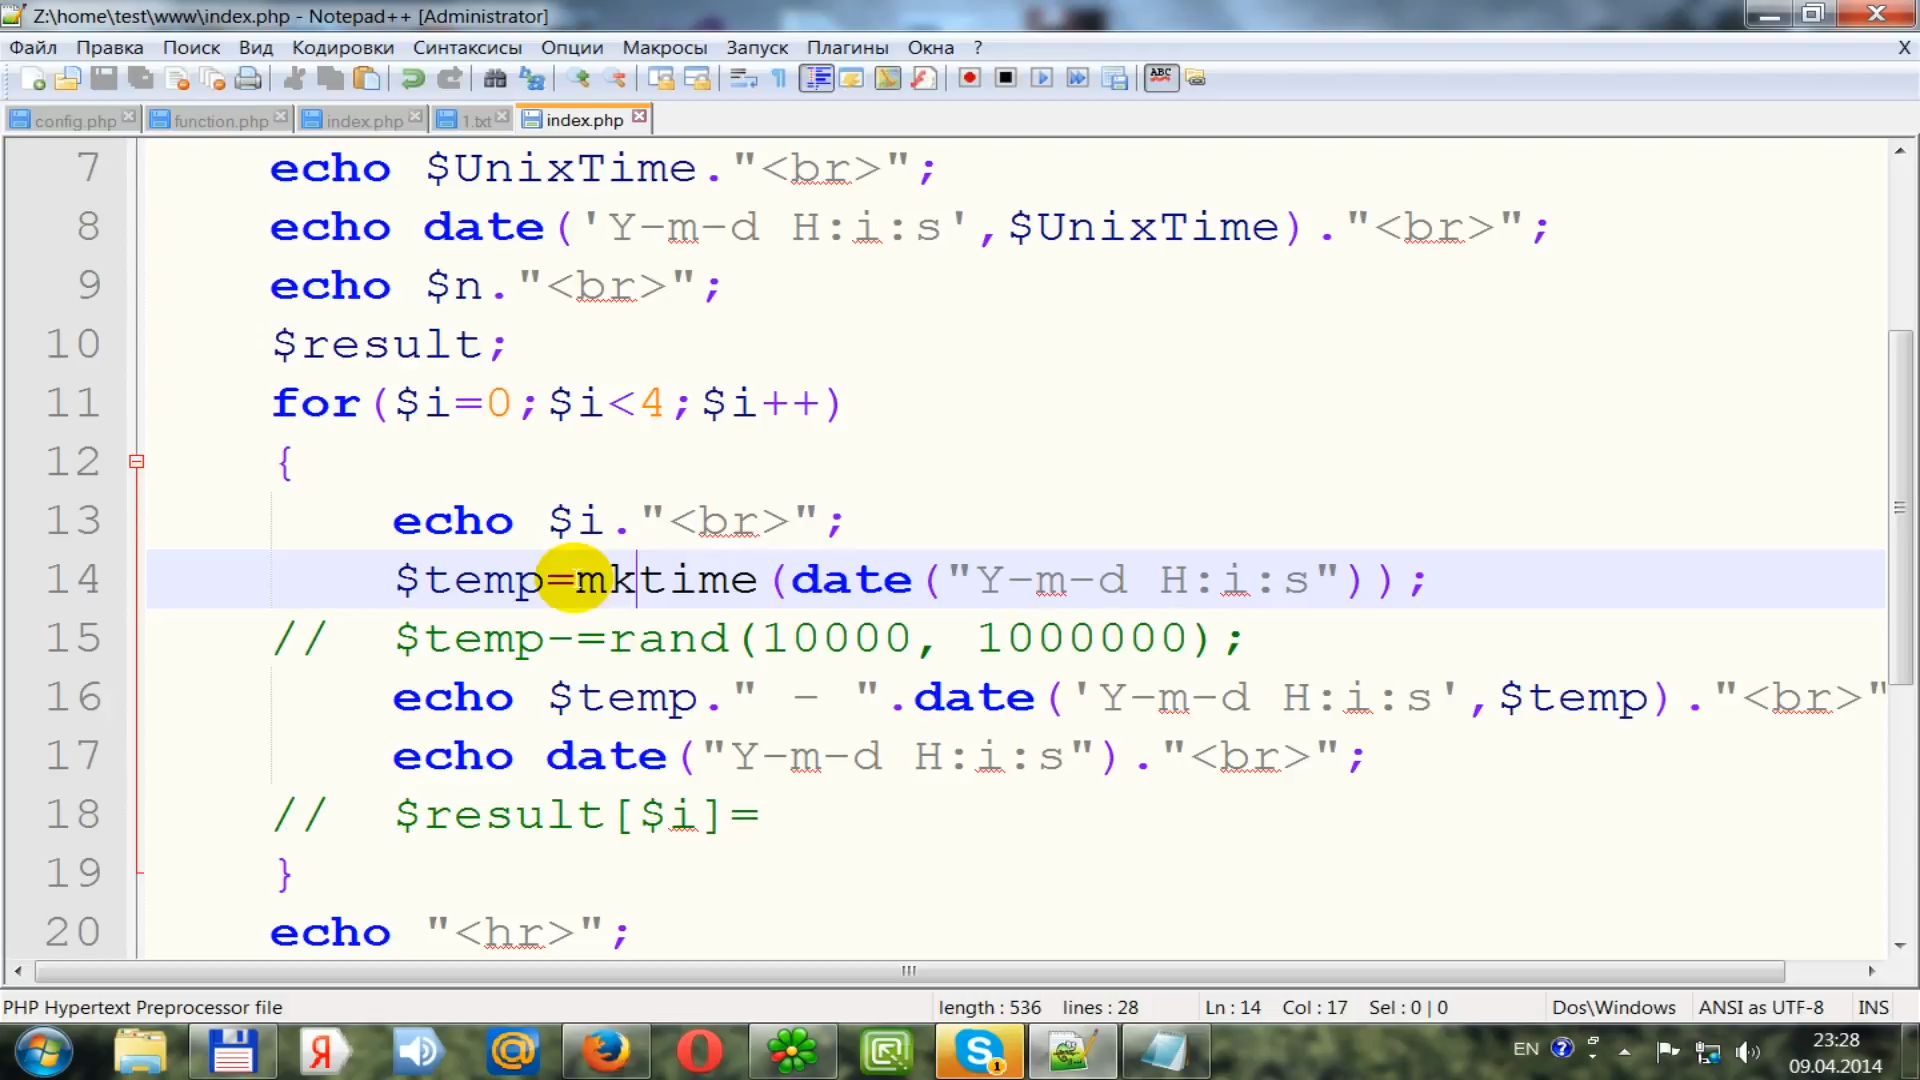 Z:\home\test\www\index.php - Notepad++ [Administrator]
Файл Правка Поиск Вид Кодировки Синтаксисы Опции Макросы Запуск Плагины Окна ? X
ABC
config.php function.php index.php 1.txt index.php
7 echo $UnixTime."<br>";
8 echo date('Y-m-d H:i:s',$UnixTime)."<br>";
9 echo $n."<br>";
10 $result;
11 for($i=0;$i<4;$i++)
12 {
13 echo $i."<br>";
14 $temp=mktime(date("Y-m-d H:i:s"));
15 // $temp-=rand(10000, 1000000);
16 echo $temp." - ".date('Y-m-d H:i:s',$temp)."<br>"
17 echo date("Y-m-d H:i:s")."<br>";
18 // $result[$i]=
19 }
20 echo "<hr>";
PHP Hypertext Preprocessor file length : 536 lines : 28 Ln : 14 Col : 17 Sel : 0 | 0 Dos\Windows ANSI as UTF-8 INS
Я @ S 1 EN ? 23:28
09.04.2014